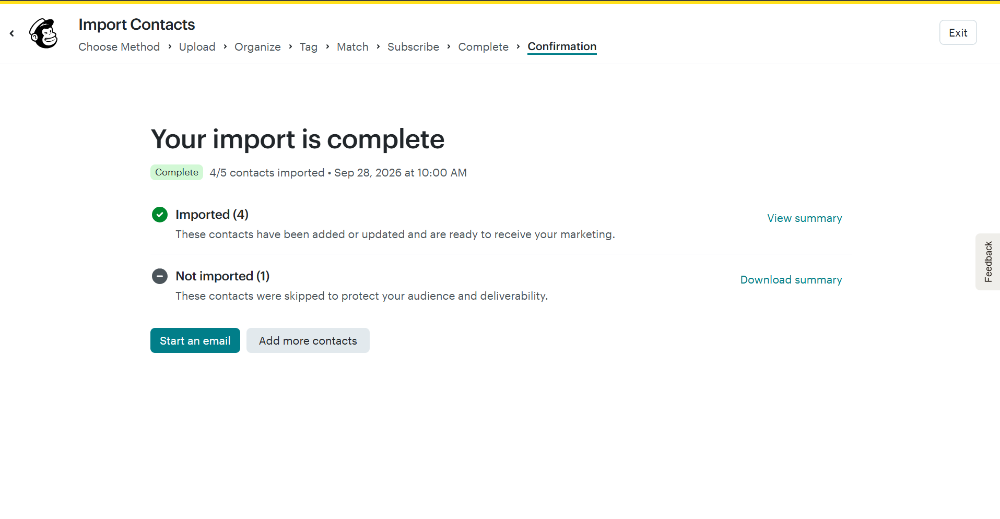 Import Contacts
Exit
Choose Method › Upload › Organize › Tag › Match › Subscribe › Complete › Confirmation
Your import is complete
Complete 4/5 contacts imported • Sep 28, 2026 at 10:00 AM
Imported (4)
View summary
These contacts have been added or updated and are ready to receive your marketing.
Not imported (1)
Download summary
These contacts were skipped to protect your audience and deliverability.
Start an email
Add more contacts
Feedback